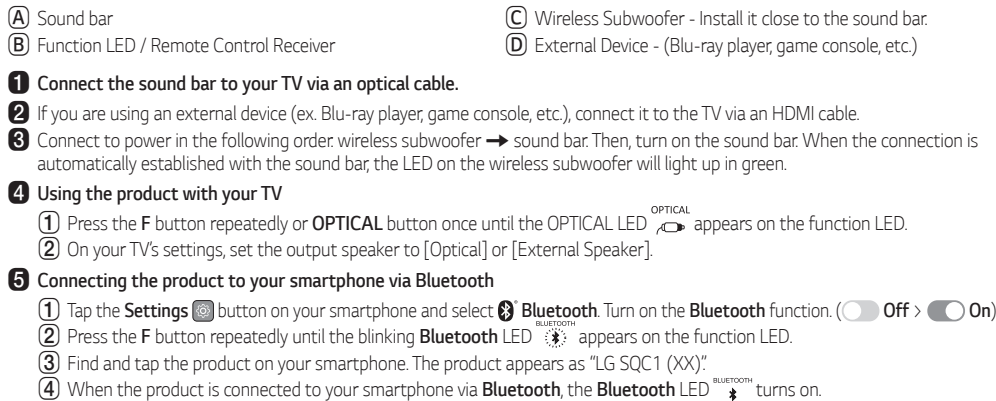 Ⓐ Sound bar
Ⓑ Function LED / Remote Control Receiver
Ⓒ Wireless Subwoofer - Install it close to the sound bar.
Ⓓ External Device - (Blu-ray player, game console, etc.)
1 Connect the sound bar to your TV via an optical cable.
2 If you are using an external device (ex. Blu-ray player, game console, etc.), connect it to the TV via an HDMI cable.
3 Connect to power in the following order: wireless subwoofer → sound bar. Then, turn on the sound bar. When the connection is
automatically established with the sound bar, the LED on the wireless subwoofer will light up in green.
4 Using the product with your TV
① Press the F button repeatedly or OPTICAL button once until the OPTICAL LED OPTICAL appears on the function LED.
② On your TV's settings, set the output speaker to [Optical] or [External Speaker].
5 Connecting the product to your smartphone via Bluetooth
① Tap the Settings button on your smartphone and select Bluetooth. Turn on the Bluetooth function. ( Off > On)
② Press the F button repeatedly until the blinking Bluetooth LED BLUETOOTH appears on the function LED.
③ Find and tap the product on your smartphone. The product appears as “LG SQC1 (XX)”.
④ When the product is connected to your smartphone via Bluetooth, the Bluetooth LED BLUETOOTH turns on.